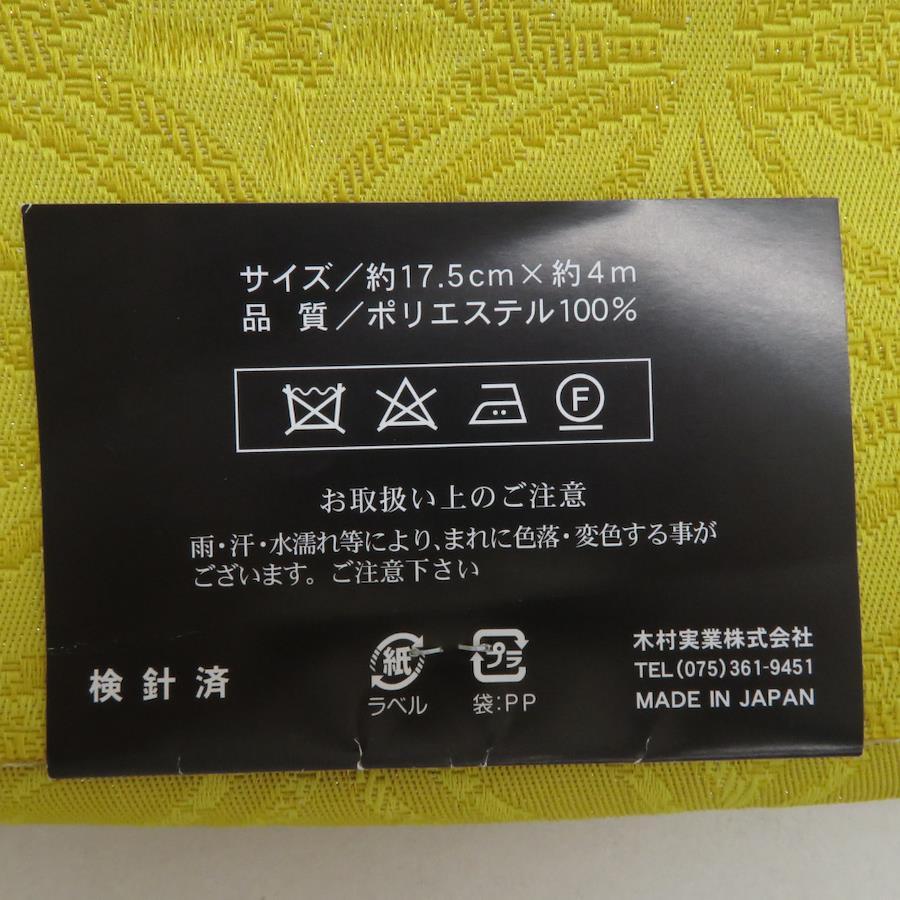 サイズ／約17.5cm×約4m
品 質／ポリエステル100%
F
お取扱い上のご注意
雨・汗・水濡れ等により、まれに色落・変色する事が
ございます。ご注意下さい
検針済
紙
ラベル
プラ
袋:PP
木村実業株式会社
TEL(075)361-9451
MADE IN JAPAN